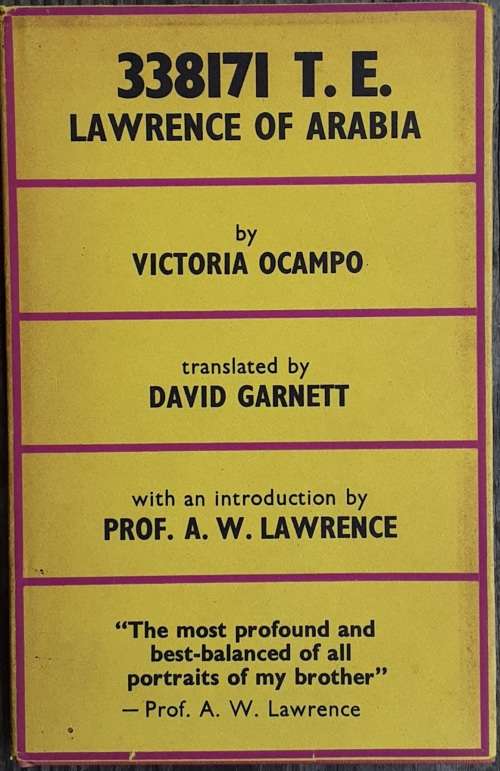 338171 T. E.
LAWRENCE OF ARABIA
by
VICTORIA OCAMPO
translated by
DAVID GARNETT
with an introduction by
PROF. A. W. LAWRENCE
“The most profound and
best-balanced of all
portraits of my brother”
— Prof. A. W. Lawrence